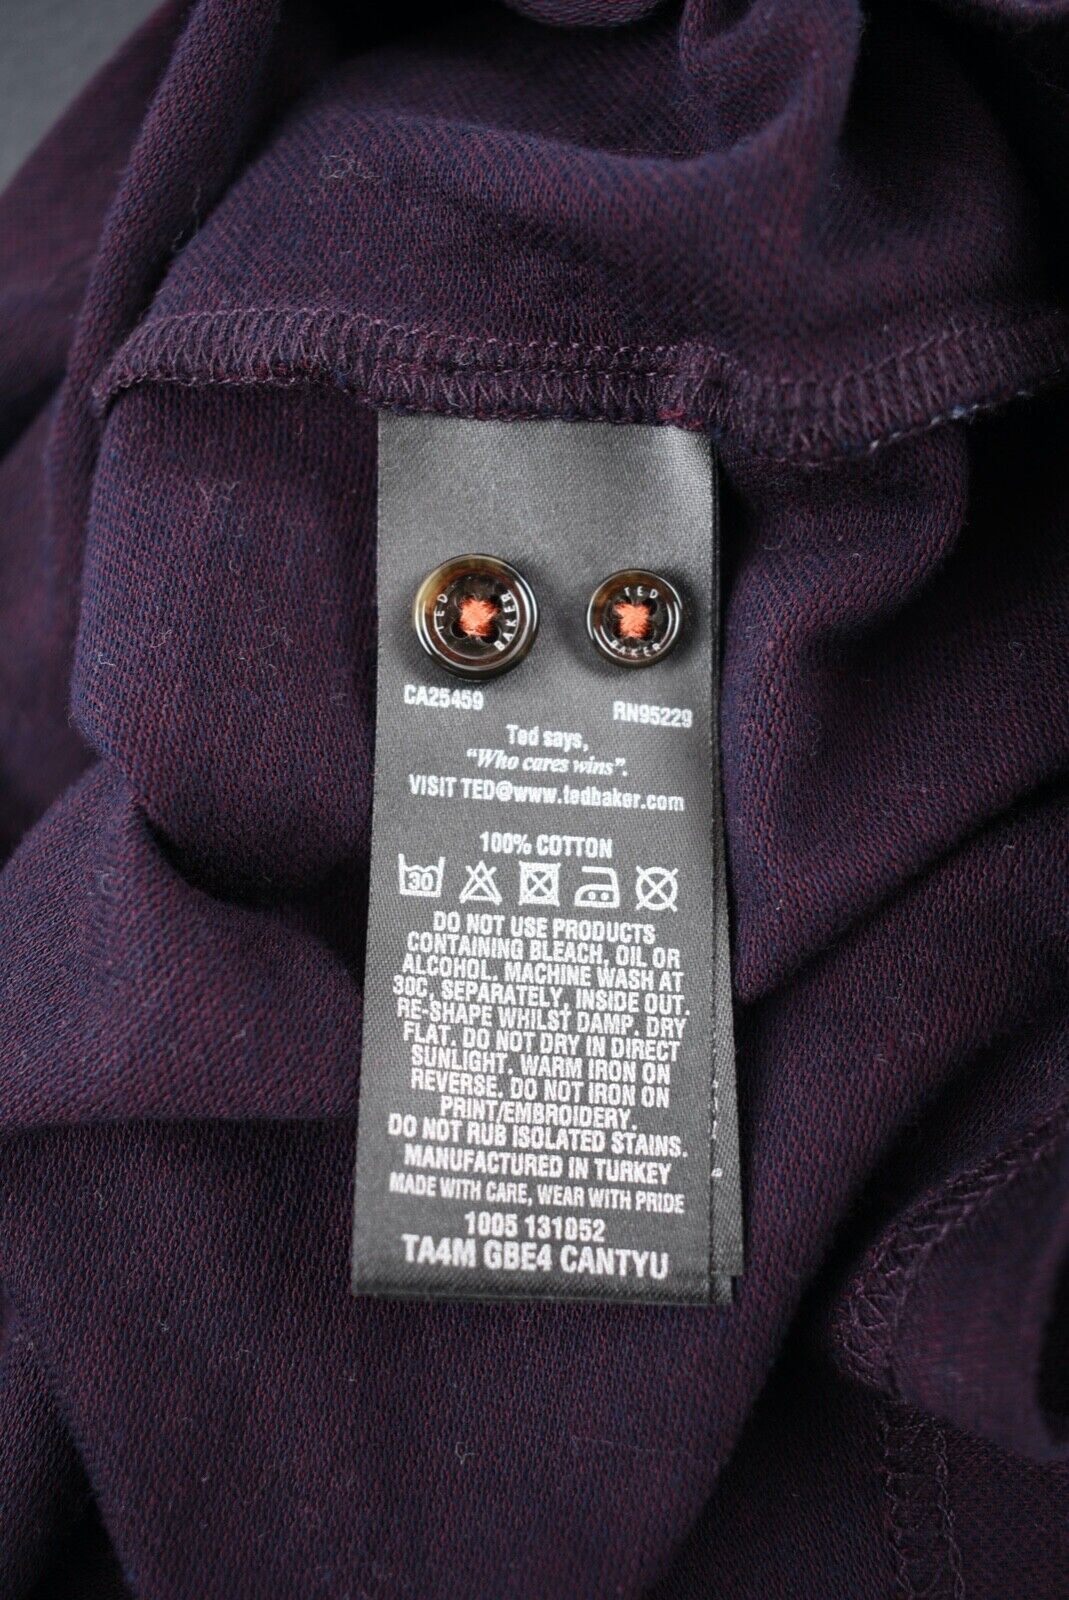 TED BAKER
TED BAKER
CA25459
RN95229
Ted says,
“Who cares wins”.
VISIT TED@www.tedbaker.com
100% COTTON
30
DO NOT USE PRODUCTS
CONTAINING BLEACH, OIL OR
ALCOHOL. MACHINE WASH AT
30C, SEPARATELY, INSIDE OUT.
RE-SHAPE WHILST DAMP. DRY
FLAT. DO NOT DRY IN DIRECT
SUNLIGHT. WARM IRON ON
REVERSE. DO NOT IRON ON
PRINT/EMBROIDERY.
DO NOT RUB ISOLATED STAINS.
MANUFACTURED IN TURKEY
MADE WITH CARE, WEAR WITH PRIDE
1005 131052
TA4M GBE4 CANTYU